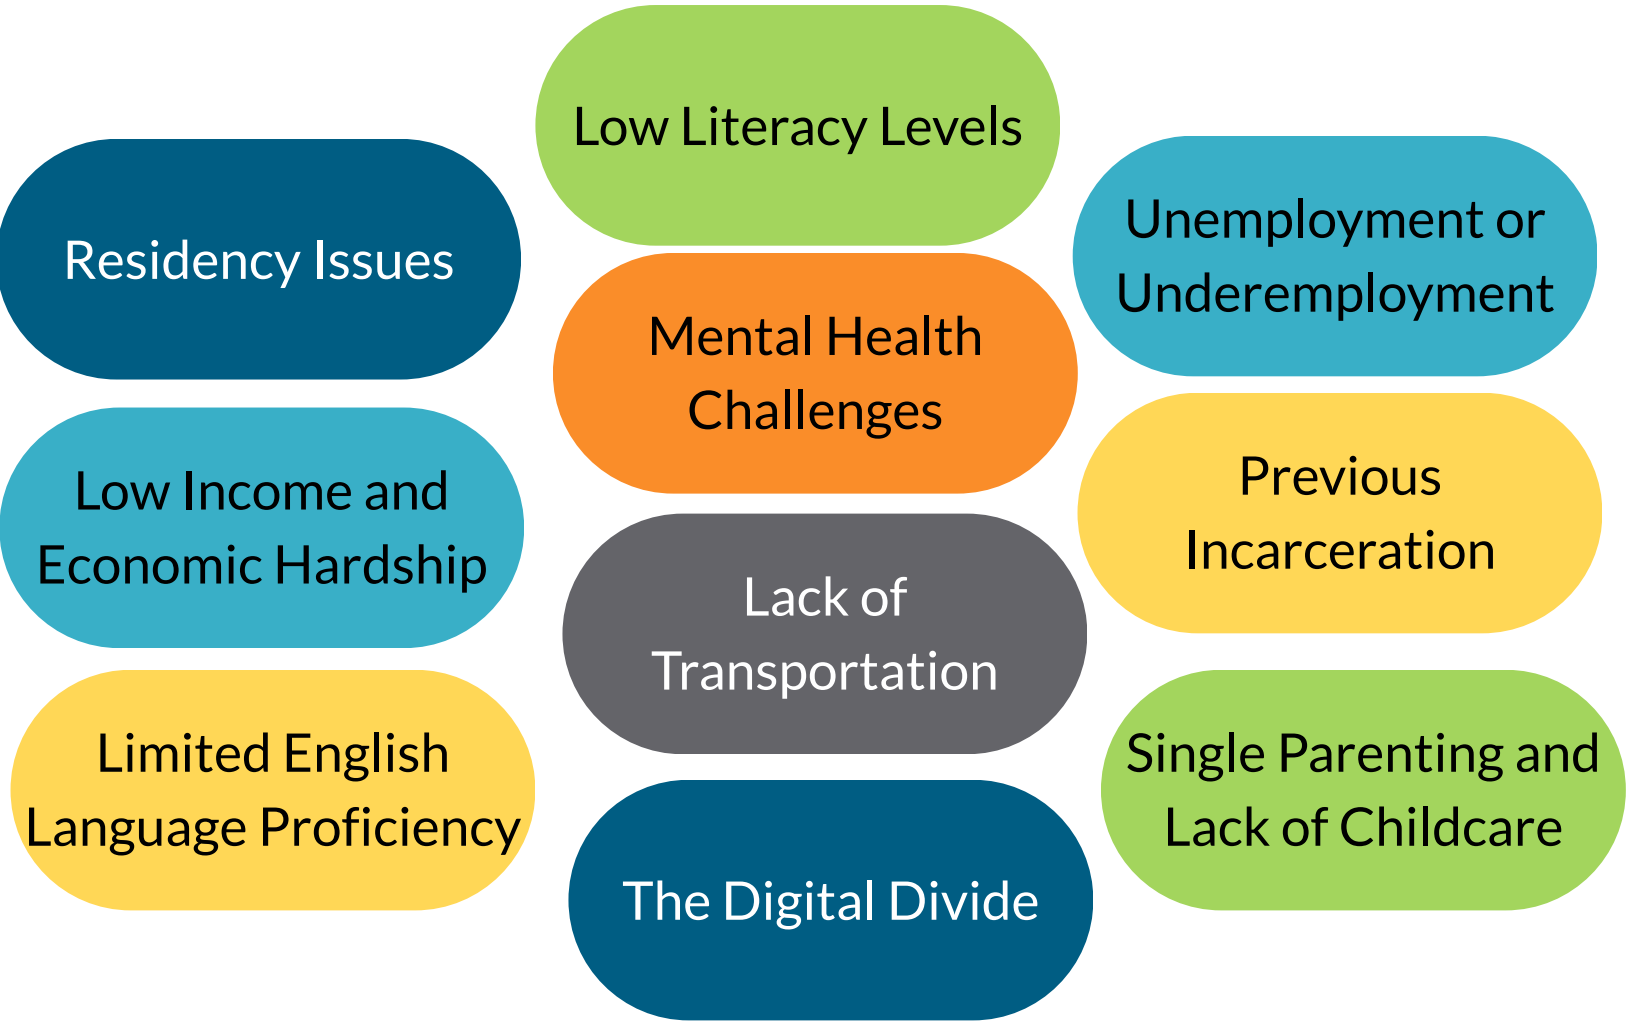 Low Literacy Levels
Residency Issues
Unemployment or
Underemployment
Mental Health
Challenges
Low Income and
Economic Hardship
Previous
Incarceration
Lack of
Transportation
Limited English
Language Proficiency
Single Parenting and
Lack of Childcare
The Digital Divide